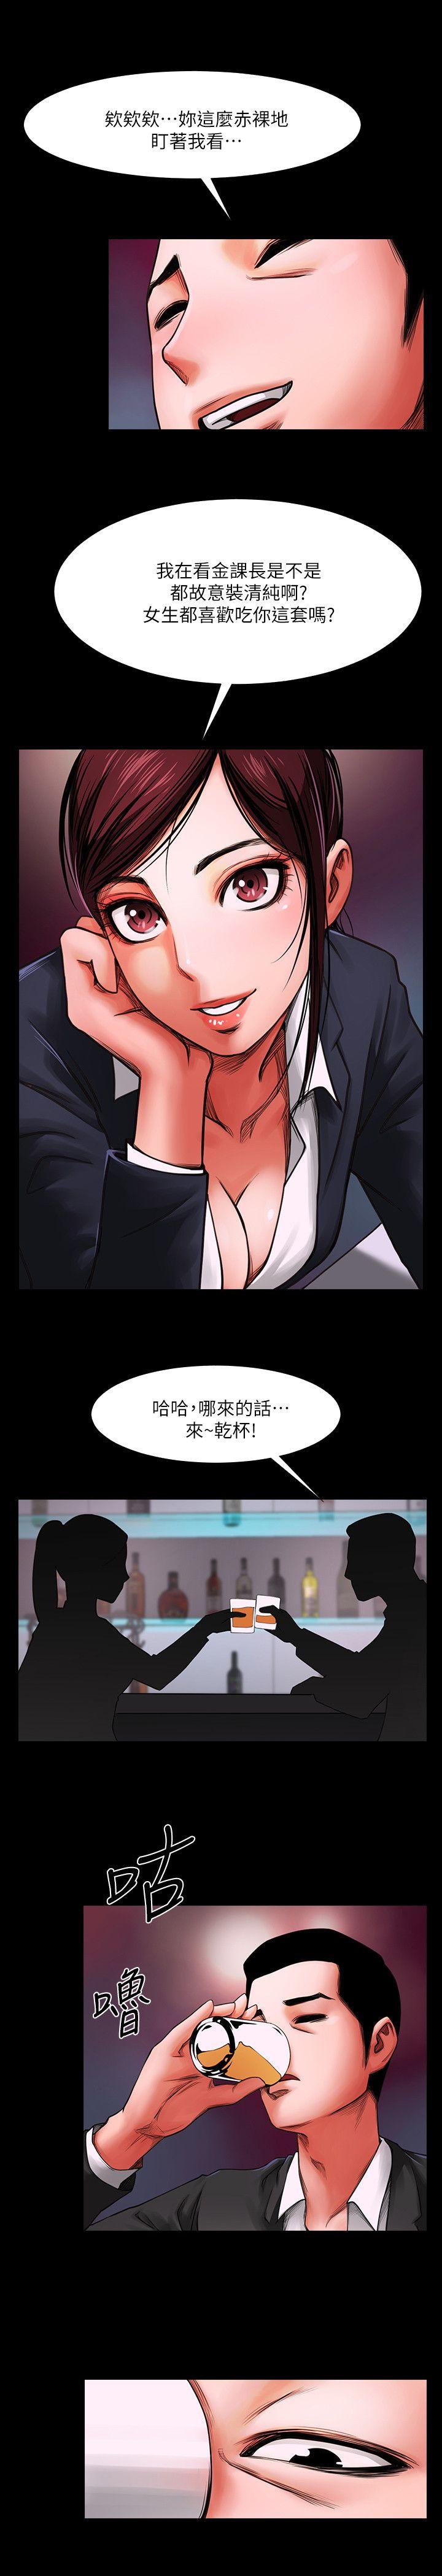 欸欸欸…妳這麼赤裸地
盯著我看…
我在看金課長是不是
都故意裝清純啊?
女生都喜歡吃你這套嗎?
哈哈,哪來的話…
來~乾杯!
咕
嚕